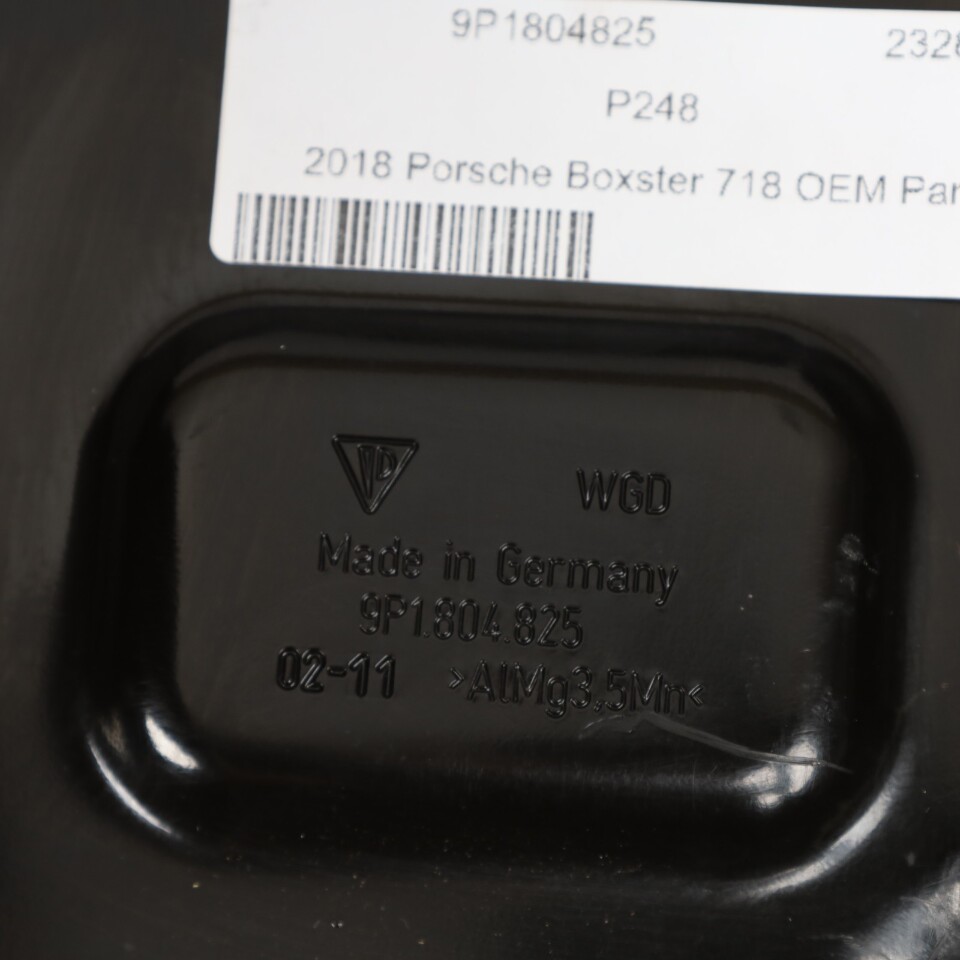 9P1804825 2328
P248
2018 Porsche Boxster 718 OEM Par
WGD
Made in Germany
9P1.804.825
02-11 >AlMg3,5Mn<